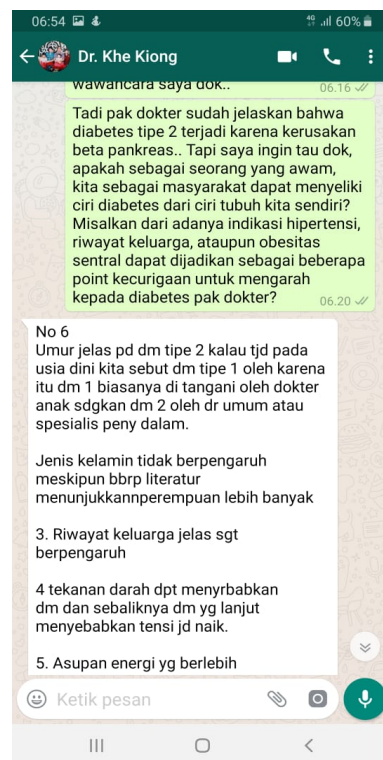 06:54
4G 60%
Dr. Khe Kiong
wawancara saya dok..
06.16
Tadi pak dokter sudah jelaskan bahwa
diabetes tipe 2 terjadi karena kerusakan
beta pankreas.. Tapi saya ingin tau dok,
apakah sebagai seorang yang awam,
kita sebagai masyarakat dapat menyeliki
ciri diabetes dari ciri tubuh kita sendiri?
Misalkan dari adanya indikasi hipertensi,
riwayat keluarga, ataupun obesitas
sentral dapat dijadikan sebagai beberapa
point kecurigaan untuk mengarah
kepada diabetes pak dokter?
06.20
No 6
Umur jelas pd dm tipe 2 kalau tjd pada
usia dini kita sebut dm tipe 1 oleh karena
itu dm 1 biasanya di tangani oleh dokter
anak sdgkan dm 2 oleh dr umum atau
spesialis peny dalam.
Jenis kelamin tidak berpengaruh
meskipun bbrp literatur
menunjukkannperempuan lebih banyak
3. Riwayat keluarga jelas sgt
berpengaruh
4 tekanan darah dpt menyrbabkan
dm dan sebaliknya dm yg lanjut
menyebabkan tensi jd naik.
5. Asupan energi yg berlebih
Ketik pesan